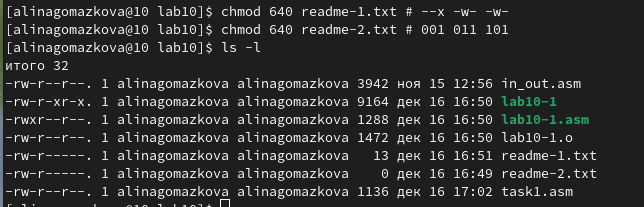 [alinagomazkova@10 lab10]$ chmod 640 readme-1.txt # --x -w- -w-
[alinagomazkova@10 lab10]$ chmod 640 readme-2.txt # 001 011 101
[alinagomazkova@10 lab10]$ ls -l
итого 32
-rw-r--r--. 1 alinagomazkova alinagomazkova 3942 ноя 15 12:56 in_out.asm
-rw-r-xr-x. 1 alinagomazkova alinagomazkova 9164 дек 16 16:50 lab10-1
-rwxr--r--. 1 alinagomazkova alinagomazkova 1288 дек 16 16:50 lab10-1.asm
-rw-r--r--. 1 alinagomazkova alinagomazkova 1472 дек 16 16:50 lab10-1.o
-rw-r-----. 1 alinagomazkova alinagomazkova 13 дек 16 16:51 readme-1.txt
-rw-r-----. 1 alinagomazkova alinagomazkova 0 дек 16 16:49 readme-2.txt
-rw-r--r--. 1 alinagomazkova alinagomazkova 1136 дек 16 17:02 task1.asm
[alinagomazkova@10 lab10]$